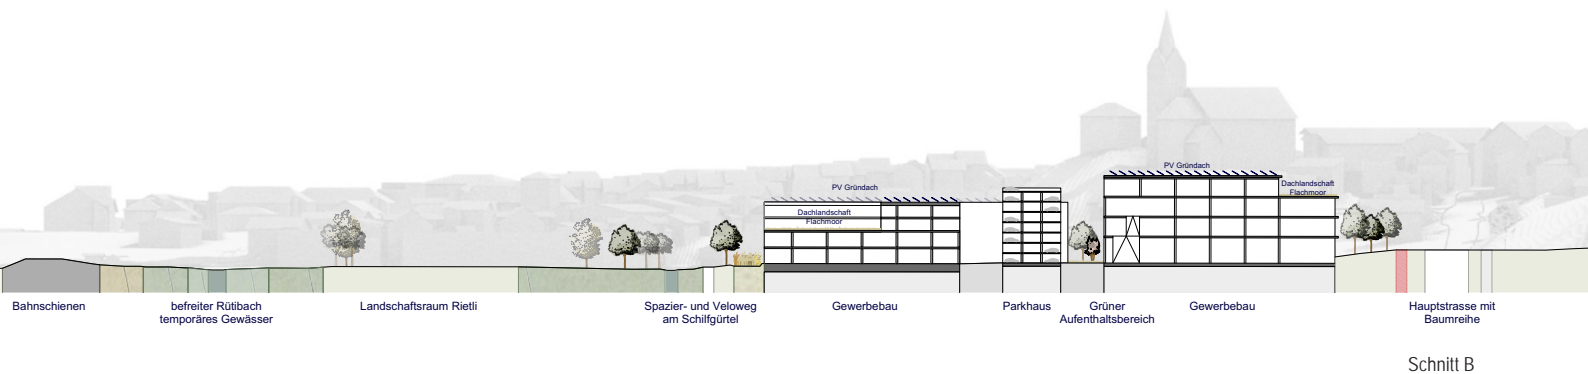 PV Gründach
Dachlandschaft
Flachmoor
PV Gründach
Dachlandschaft
Flachmoor
Bahnschienen
befreiter Rütibach
temporäres Gewässer
Landschaftsraum Rietli
Spazier- und Veloweg
am Schilfgürtel
Gewerbebau
Parkhaus
Grüner
Aufenthaltsbereich
Gewerbebau
Hauptstrasse mit
Baumreihe
Schnitt B